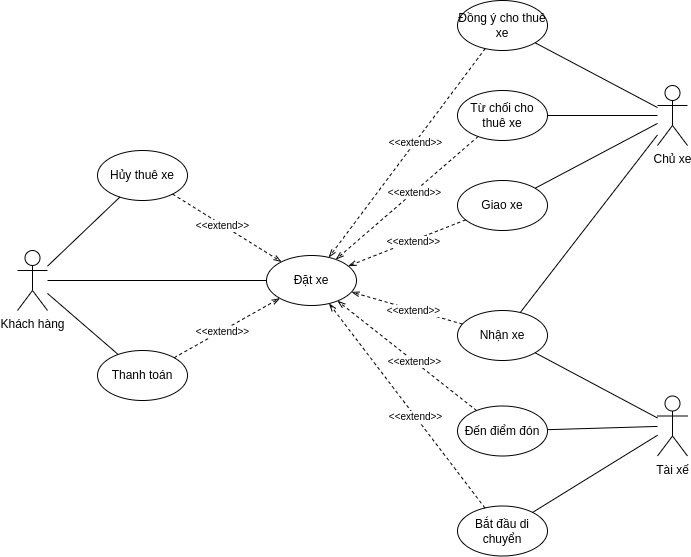 Đồng ý cho thuê
xe
Từ chối cho
thuê xe
<<extend>>
Chủ xe
Hủy thuê xe
<<extend>>
Giao xe
<<extend>>
<<extend>>
Đặt xe
Khách hàng
<<extend>>
<<extend>>
Nhận xe
Thanh toán
<<extend>>
<<extend>>
Đến điểm đón
Tài xế
Bắt đầu di
chuyển